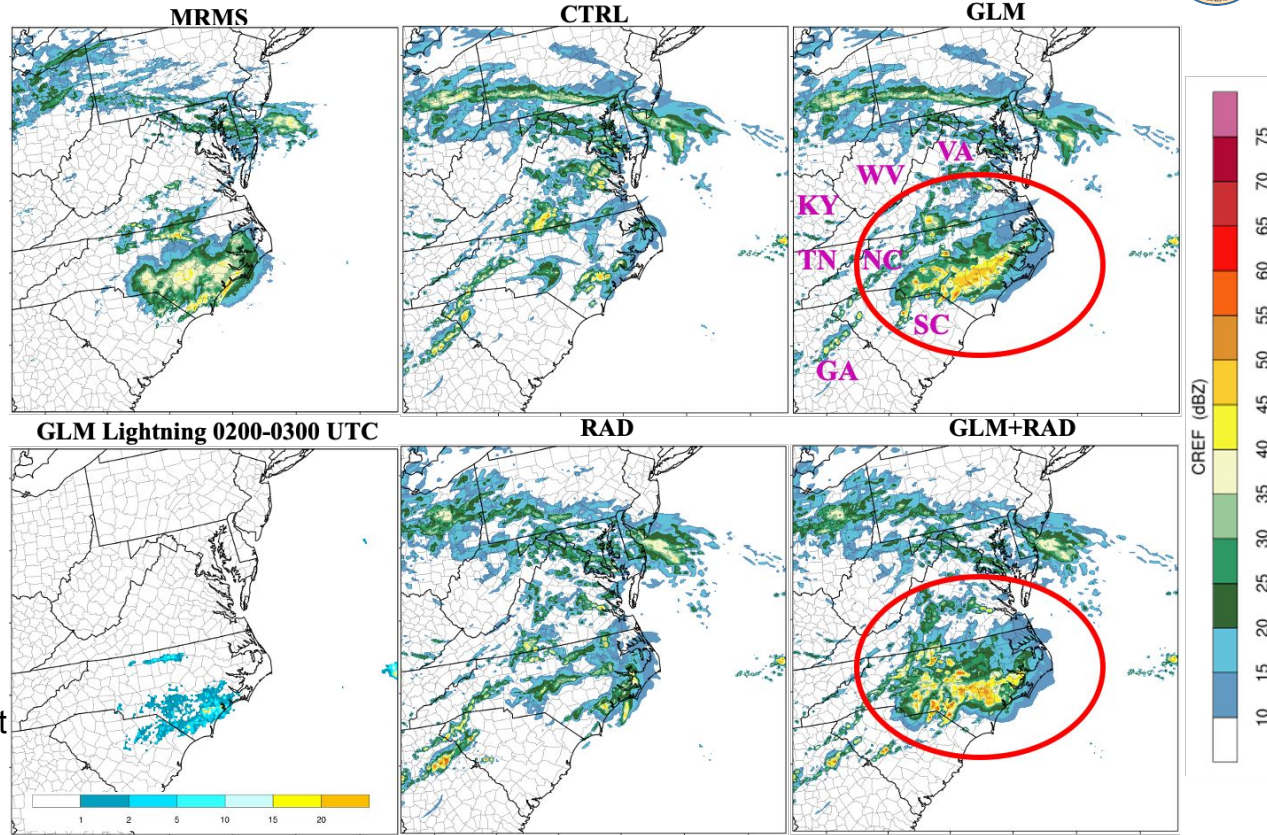 MRMS
CTRL
GLM
VA
WV
KY
TN
NC
SC
GA
75
70
65
60
55
50
45
40
35
30
25
20
15
10
CREF (dBZ)
GLM Lightning 0200-0300 UTC
RAD
GLM+RAD
t
1 2 5 10 15 20